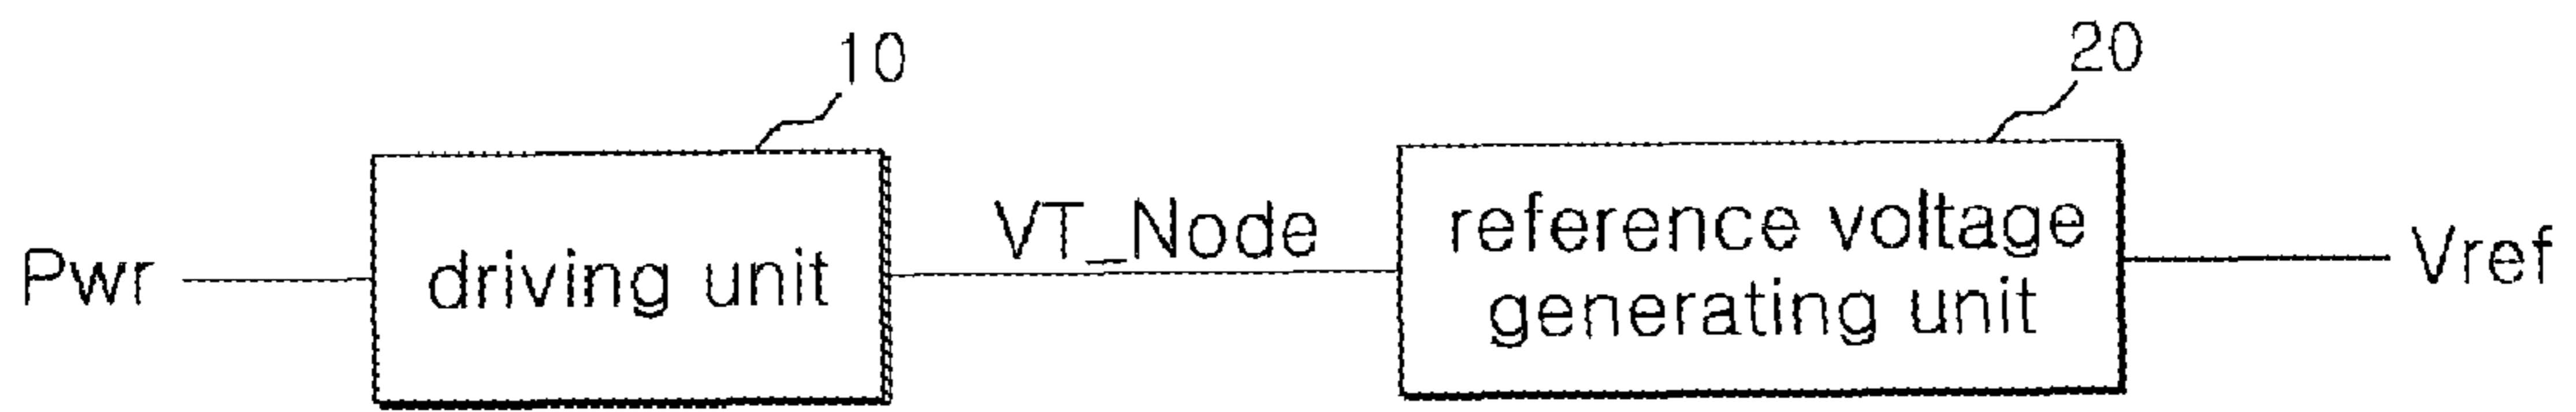 10
20
Pwr
driving unit
VT_Node
reference voltage
generating unit
Vref